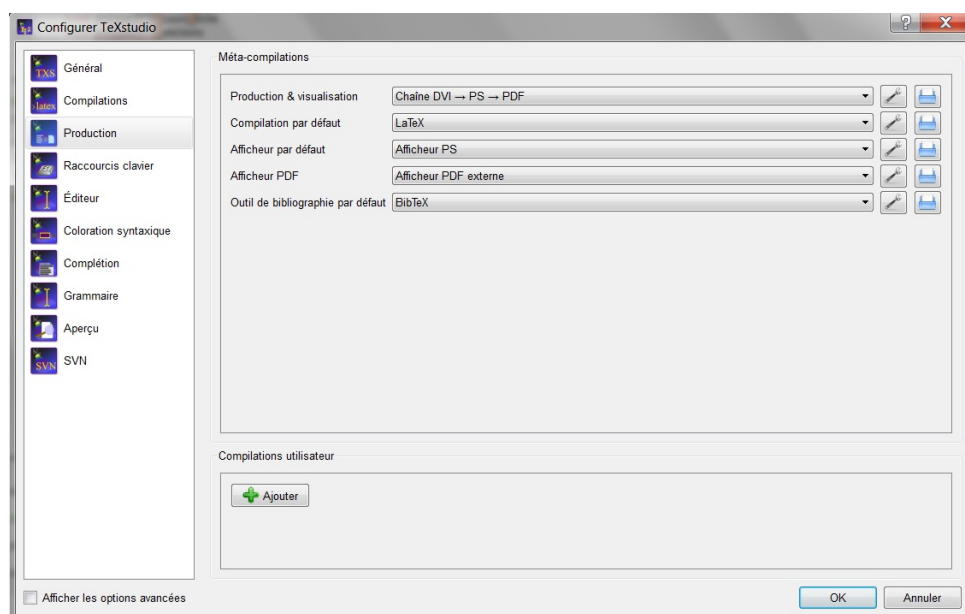 Configurer TeXstudio
Général
Compilations
Production
Raccourcis clavier
Éditeur
Coloration syntaxique
Complétion
Grammaire
Aperçu
SVN
Méta-compilations
Production & visualisation Chaîne DVI → PS → PDF
Compilation par défaut LaTeX
Afficheur par défaut Afficheur PS
Afficheur PDF Afficheur PDF externe
Outil de bibliographie par défaut BibTeX
Compilations utilisateur
Ajouter
Afficher les options avancées
OK Annuler